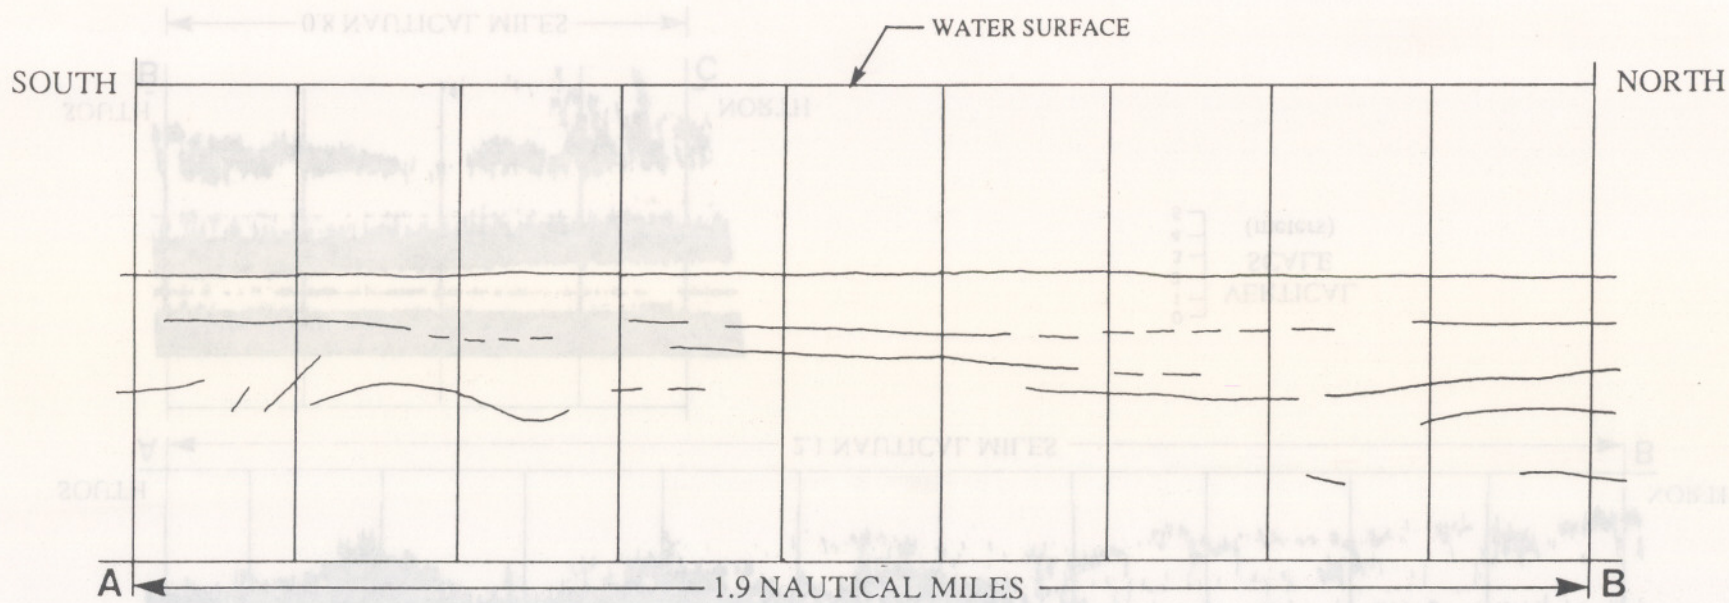 WATER SURFACE
SOUTH
NORTH
A
1.9 NAUTICAL MILES
B